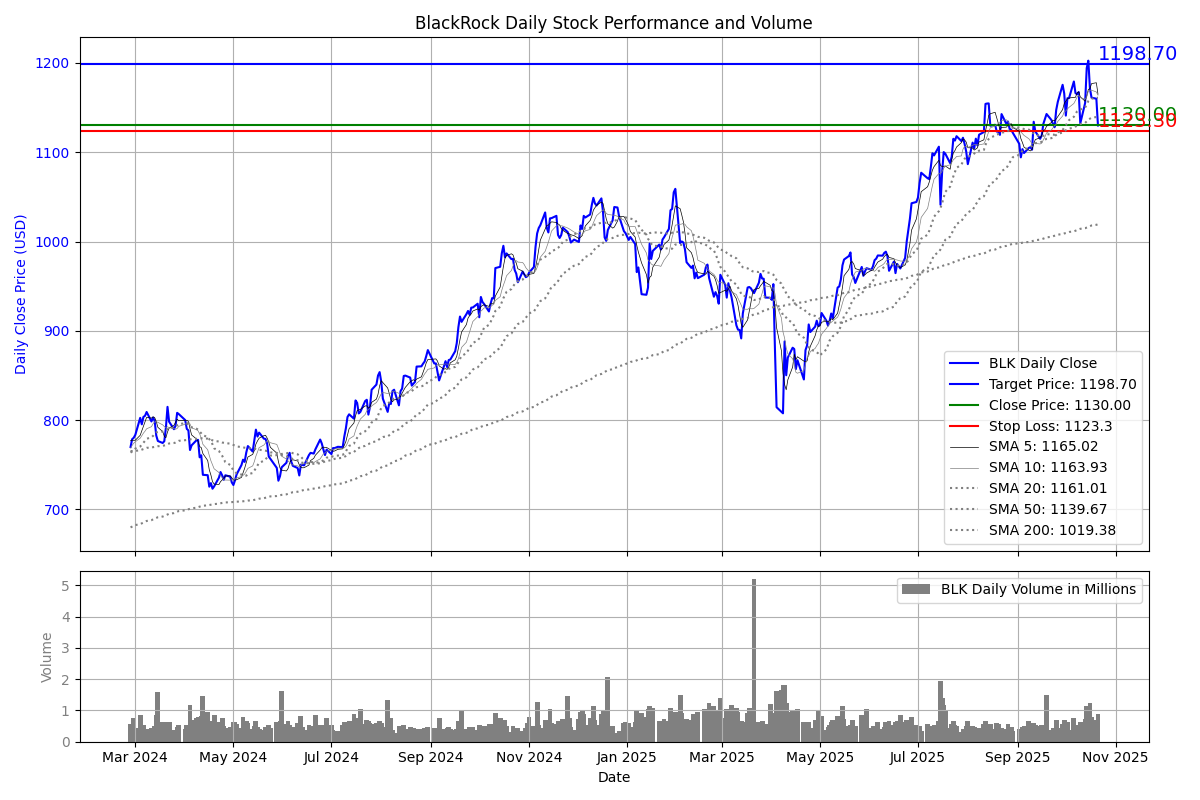 BlackRock Daily Stock Performance and Volume
1200
1100
1000
900
800
700
Daily Close Price (USD)
1198.70
1130.00
1123.30
BLK Daily Close
Target Price: 1198.70
Close Price: 1130.00
Stop Loss: 1123.3
SMA 5: 1165.02
SMA 10: 1163.93
SMA 20: 1161.01
SMA 50: 1139.67
SMA 200: 1019.38
5
4
3
2
1
0
Volume
BLK Daily Volume in Millions
Mar 2024 May 2024 Jul 2024 Sep 2024 Nov 2024 Jan 2025 Mar 2025 May 2025 Jul 2025 Sep 2025 Nov 2025
Date